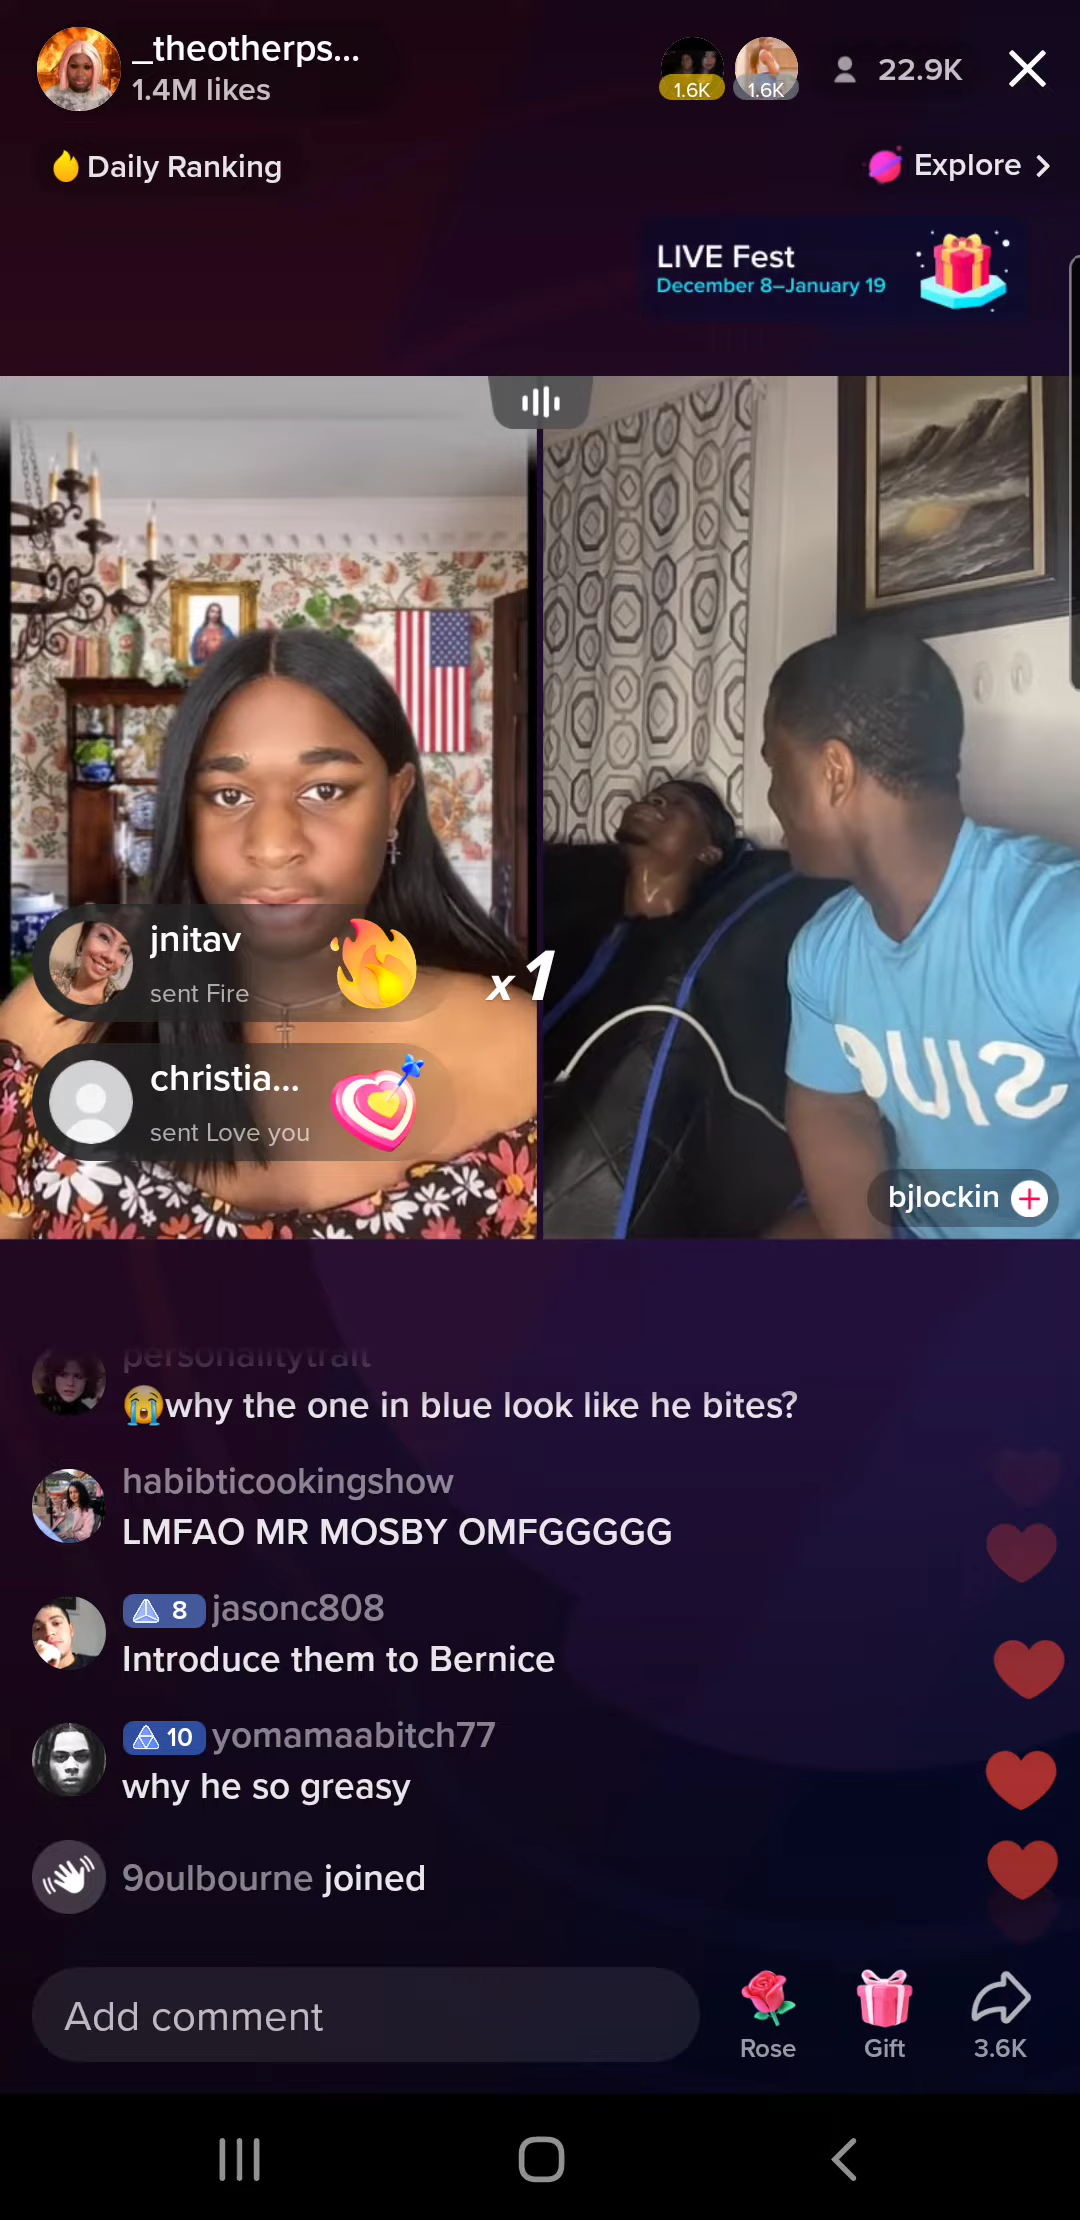 _theotherps...
1.4M likes
1.6K
1.6K
22.9K
Daily Ranking
Explore >
LIVE Fest
December 8–January 19
jnitav
sent Fire
x1
christia...
sent Love you
bjlockin
personalitytrait
😭why the one in blue look like he bites?
habibticookingshow
LMFAO MR MOSBY OMFGGGGG
8 jasonc808
Introduce them to Bernice
10 yomamaabitch77
why he so greasy
9oulbourne joined
Add comment
Rose
Gift
3.6K